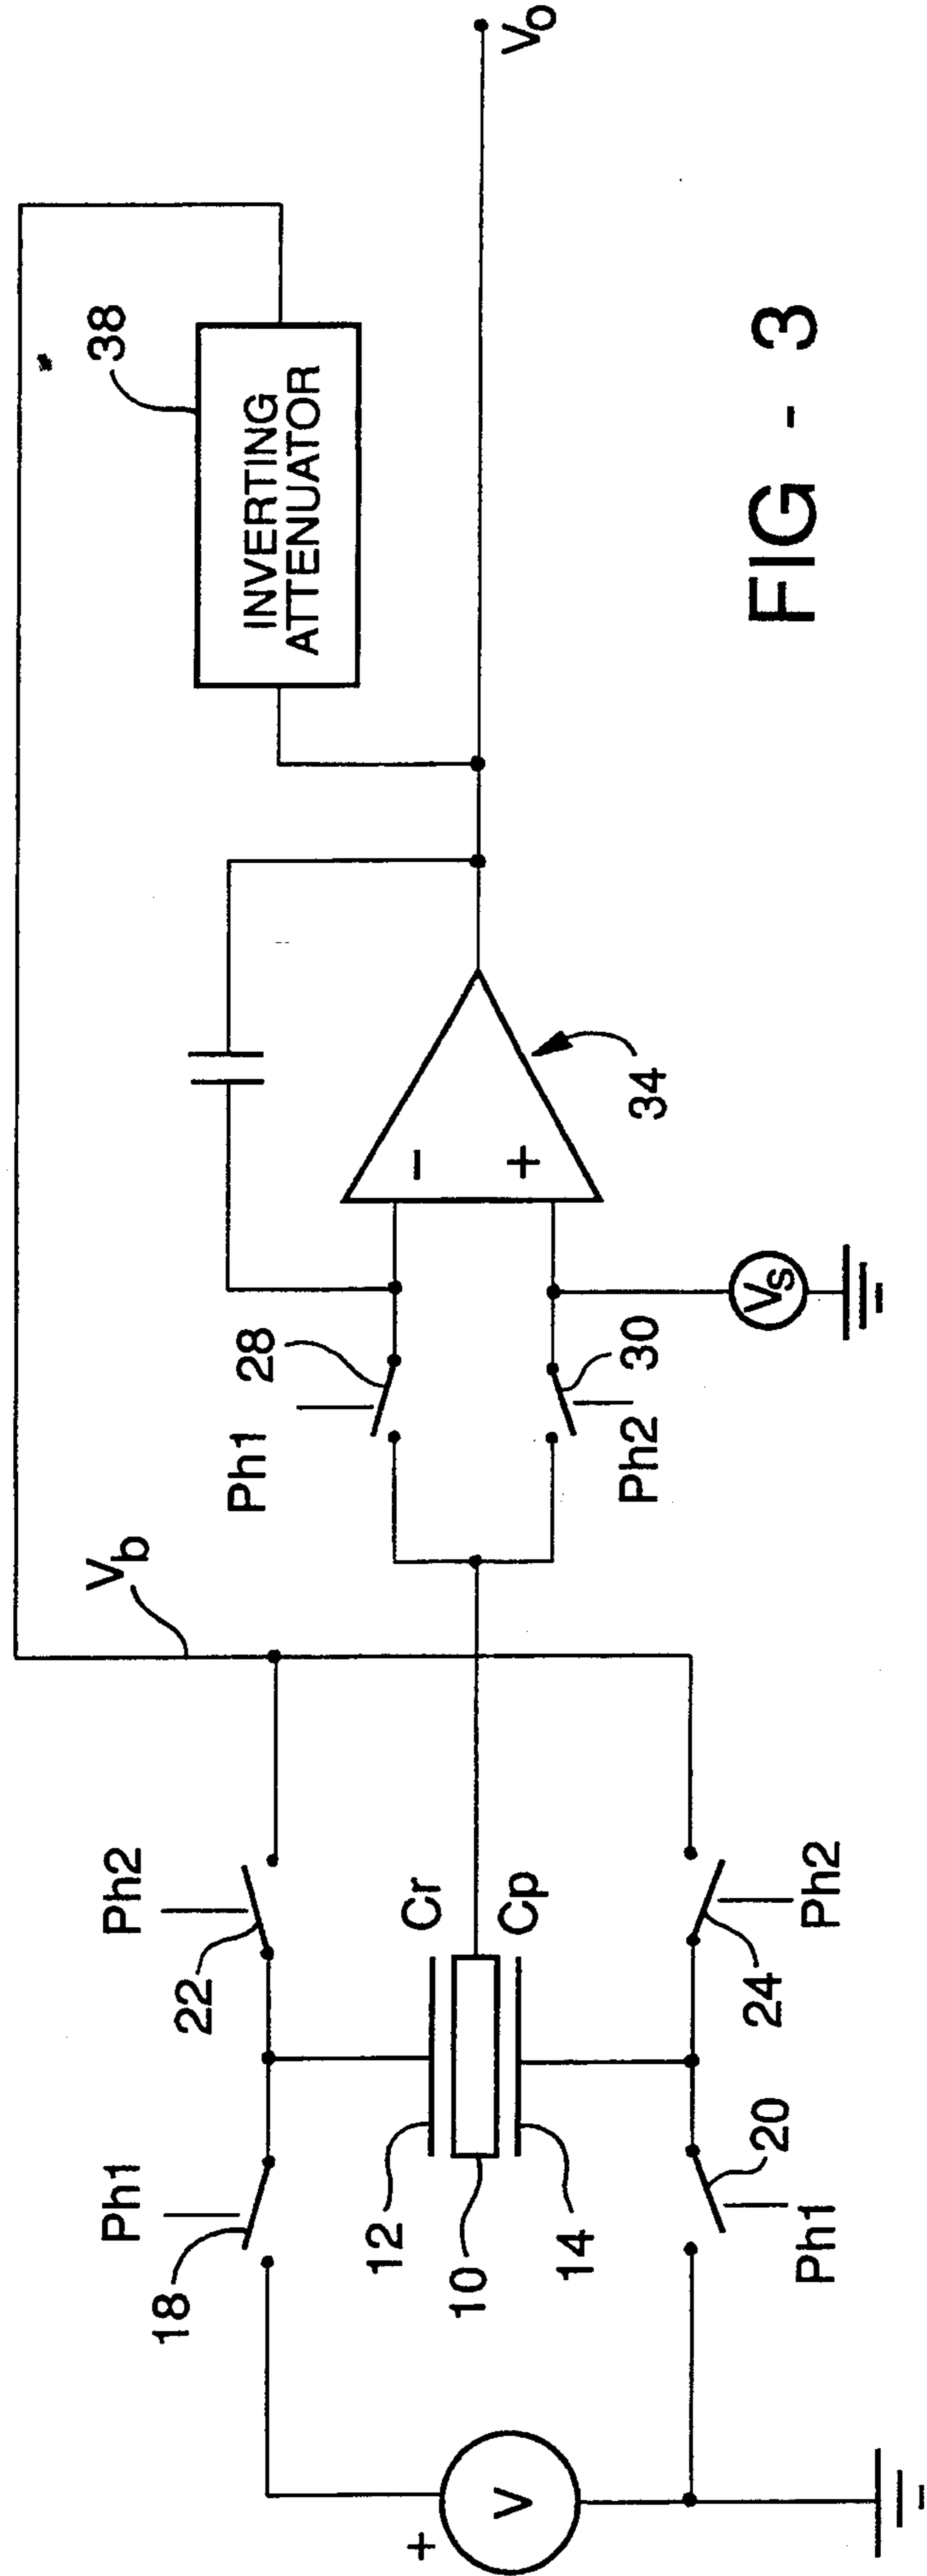 38
INVERTING
ATTENUATOR
Vb
Ph1
18
Ph2
22
Cr
Cp
12
10
14
Ph1
28
−
+
34
Ph2
30
Vs
Vo
+
V
Ph1
20
24
Ph2
FIG - 3